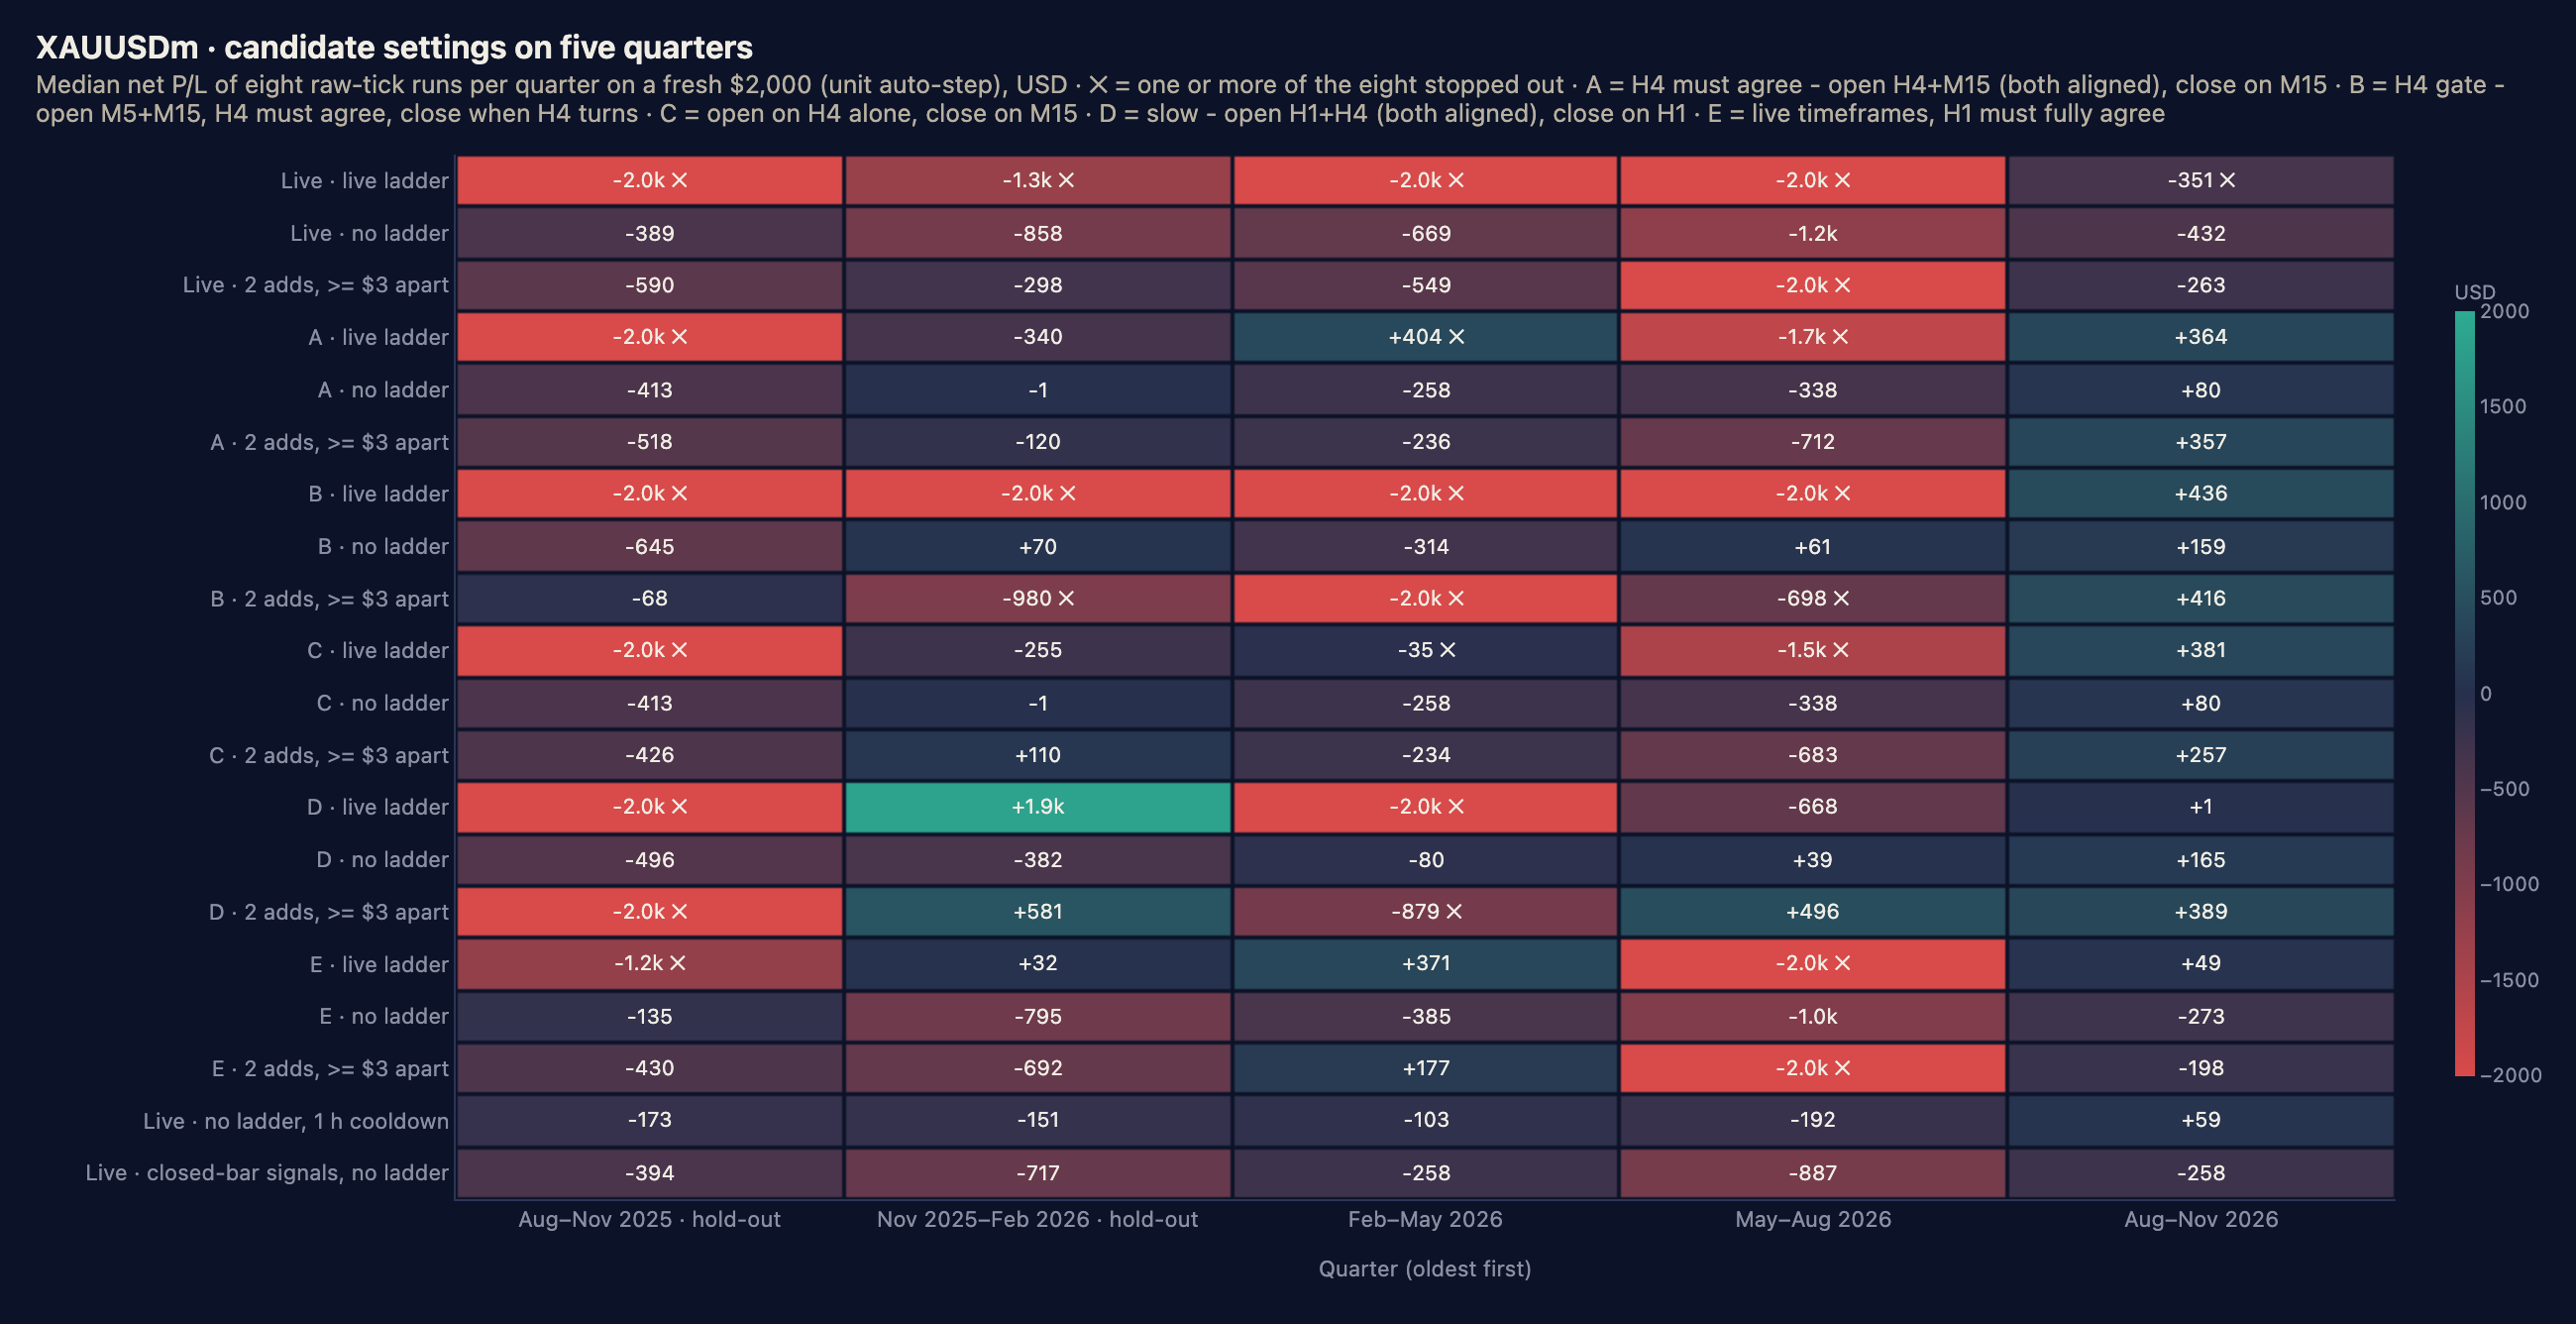 XAUUSDm · candidate settings on five quarters
Median net P/L of eight raw-tick runs per quarter on a fresh $2,000 (unit auto-step), USD · ✕ = one or more of the eight stopped out · A = H4 must agree - open H4+M15 (both aligned), close on M15 · B = H4 gate -
open M5+M15, H4 must agree, close when H4 turns · C = open on H4 alone, close on M15 · D = slow - open H1+H4 (both aligned), close on H1 · E = live timeframes, H1 must fully agree
Live · live ladder -2.0k ✕ -1.3k ✕ -2.0k ✕ -2.0k ✕ -351 ✕
Live · no ladder -389 -858 -669 -1.2k -432
Live · 2 adds, >= $3 apart -590 -298 -549 -2.0k ✕ -263
A · live ladder -2.0k ✕ -340 +404 ✕ -1.7k ✕ +364
A · no ladder -413 -1 -258 -338 +80
A · 2 adds, >= $3 apart -518 -120 -236 -712 +357
B · live ladder -2.0k ✕ -2.0k ✕ -2.0k ✕ -2.0k ✕ +436
B · no ladder -645 +70 -314 +61 +159
B · 2 adds, >= $3 apart -68 -980 ✕ -2.0k ✕ -698 ✕ +416
C · live ladder -2.0k ✕ -255 -35 ✕ -1.5k ✕ +381
C · no ladder -413 -1 -258 -338 +80
C · 2 adds, >= $3 apart -426 +110 -234 -683 +257
D · live ladder -2.0k ✕ +1.9k -2.0k ✕ -668 +1
D · no ladder -496 -382 -80 +39 +165
D · 2 adds, >= $3 apart -2.0k ✕ +581 -879 ✕ +496 +389
E · live ladder -1.2k ✕ +32 +371 -2.0k ✕ +49
E · no ladder -135 -795 -385 -1.0k -273
E · 2 adds, >= $3 apart -430 -692 +177 -2.0k ✕ -198
Live · no ladder, 1 h cooldown -173 -151 -103 -192 +59
Live · closed-bar signals, no ladder -394 -717 -258 -887 -258
Aug–Nov 2025 · hold-out Nov 2025–Feb 2026 · hold-out Feb–May 2026 May–Aug 2026 Aug–Nov 2026
Quarter (oldest first)
USD
2000
1500
1000
500
0
−500
−1000
−1500
−2000